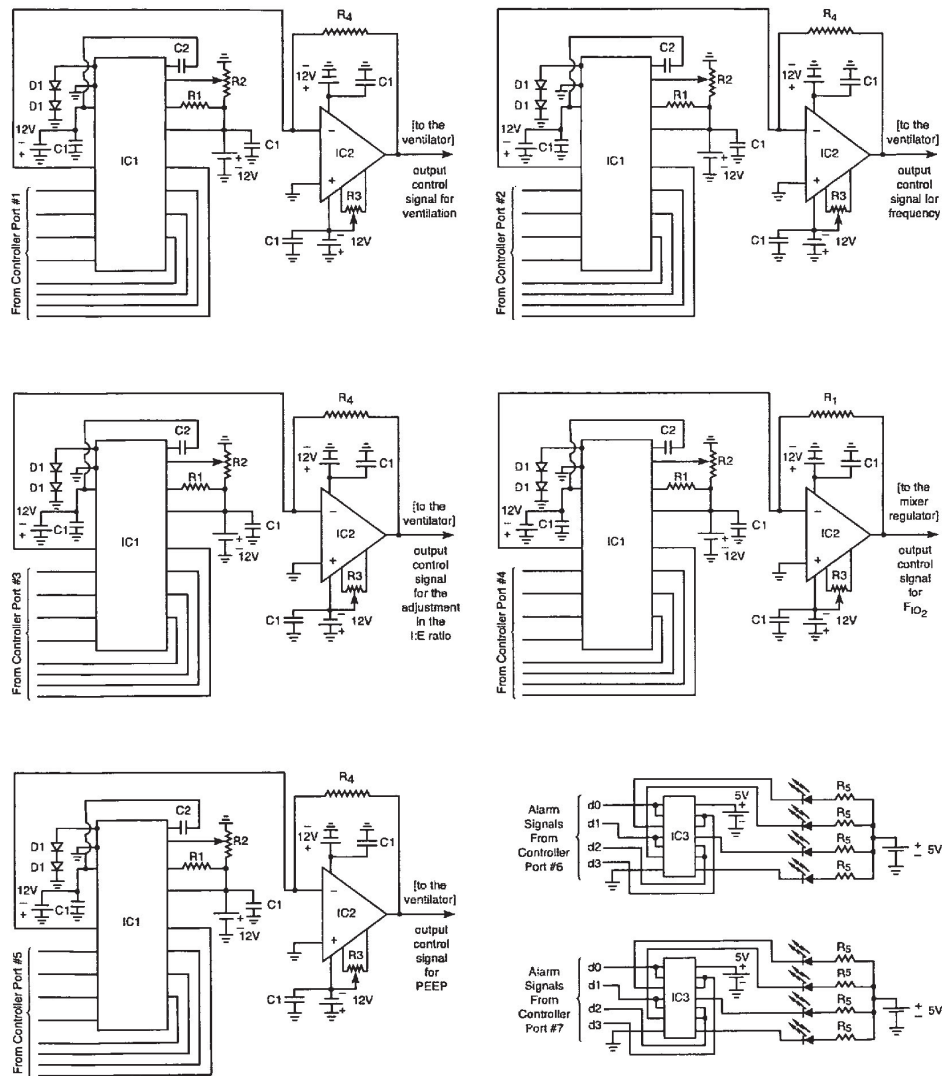 R4
C2
12V
C1
D1
D1
R2
R1
12V
C1
IC1
C1
12V
IC2
R3
C1
12V
From Controller Port #1
[to the
ventilator]
output
control
signal for
ventilation
R4
C2
12V
C1
D1
D1
R2
R1
12V
C1
IC1
C1
12V
IC2
R3
C1
12V
From Controller Port #2
[to the
ventilator]
output
control
signal for
frequency
R4
C2
12V
C1
D1
D1
R2
R1
12V
C1
IC1
C1
12V
IC2
R3
C1
12V
From Controller Port #3
[to the
ventilator]
output
control
signal
for the
adjustment
in the
I:E ratio
R1
C2
12V
C1
D1
D1
R2
R1
12V
C1
IC1
C1
12V
IC2
R3
C1
12V
From Controller Port #4
[to the
mixer
regulator]
output
control
signal
for
FIO2
R4
C2
12V
C1
D1
D1
R2
R1
12V
C1
IC1
C1
12V
IC2
R3
C1
12V
From Controller Port #5
[to the
ventilator]
output
control
signal
for
PEEP
Alarm
Signals
From
Controller
Port #6
d0
d1
d2
d3
IC3
5V
R5
R5
R5
R5
5V
Alarm
Signals
From
Controller
Port #7
d0
d1
d2
d3
IC3
5V
R5
R5
R5
R5
5V